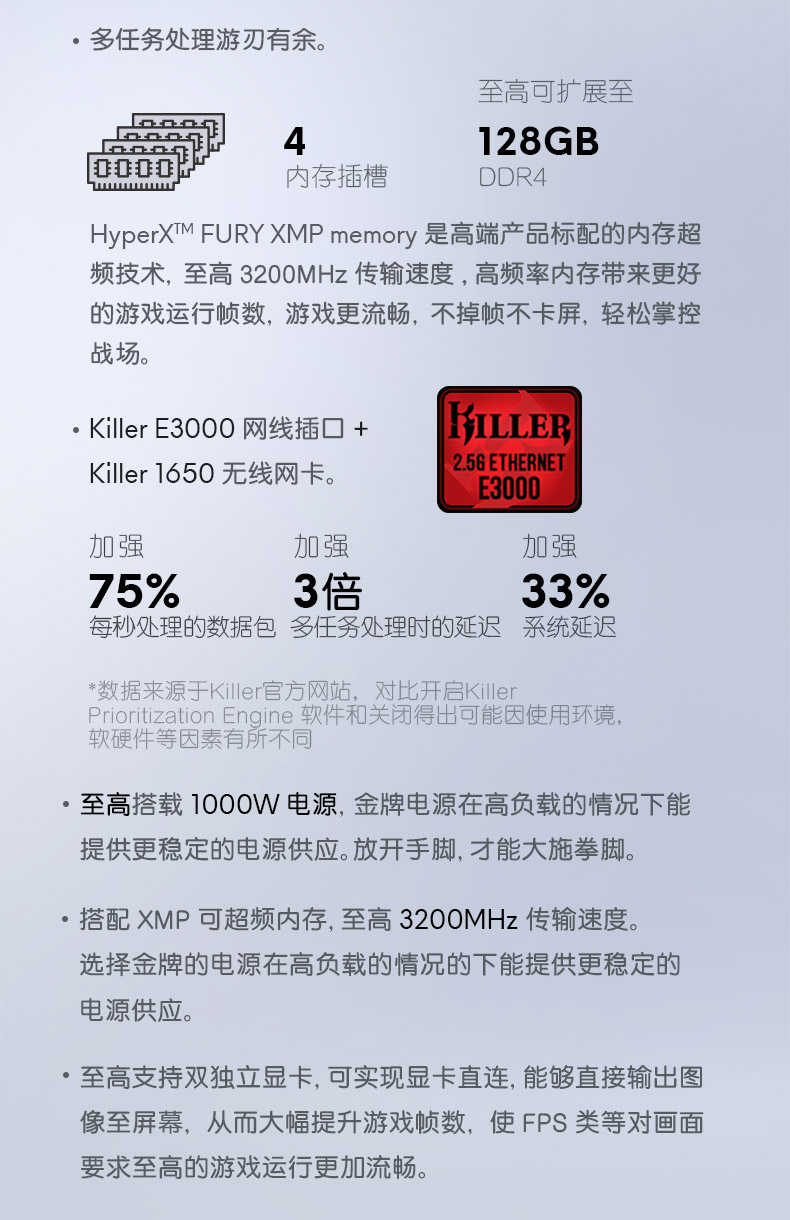 • 多任务处理游刃有余。
至高可扩展至
4
128GB
内存插槽
DDR4
HyperX™ FURY XMP memory 是高端产品标配的内存超
频技术, 至高 3200MHz 传输速度 , 高频率内存带来更好
的游戏运行帧数, 游戏更流畅, 不掉帧不卡屏, 轻松掌控
战场。
• Killer E3000 网线插口 +
Killer 1650 无线网卡。
KILLER
2.5G ETHERNET
E3000
加强
加强
加强
75%
3倍
33%
每秒处理的数据包
多任务处理时的延迟
系统延迟
*数据来源于Killer官方网站, 对比开启Killer
Prioritization Engine 软件和关闭得出可能因使用环境,
软硬件等因素有所不同
• 至高搭载 1000W 电源, 金牌电源在高负载的情况下能
提供更稳定的电源供应。放开手脚, 才能大施拳脚。
• 搭配 XMP 可超频内存, 至高 3200MHz 传输速度。
选择金牌的电源在高负载的情况的下能提供更稳定的
电源供应。
• 至高支持双独立显卡, 可实现显卡直连, 能够直接输出图
像至屏幕, 从而大幅提升游戏帧数, 使 FPS 类等对画面
要求至高的游戏运行更加流畅。